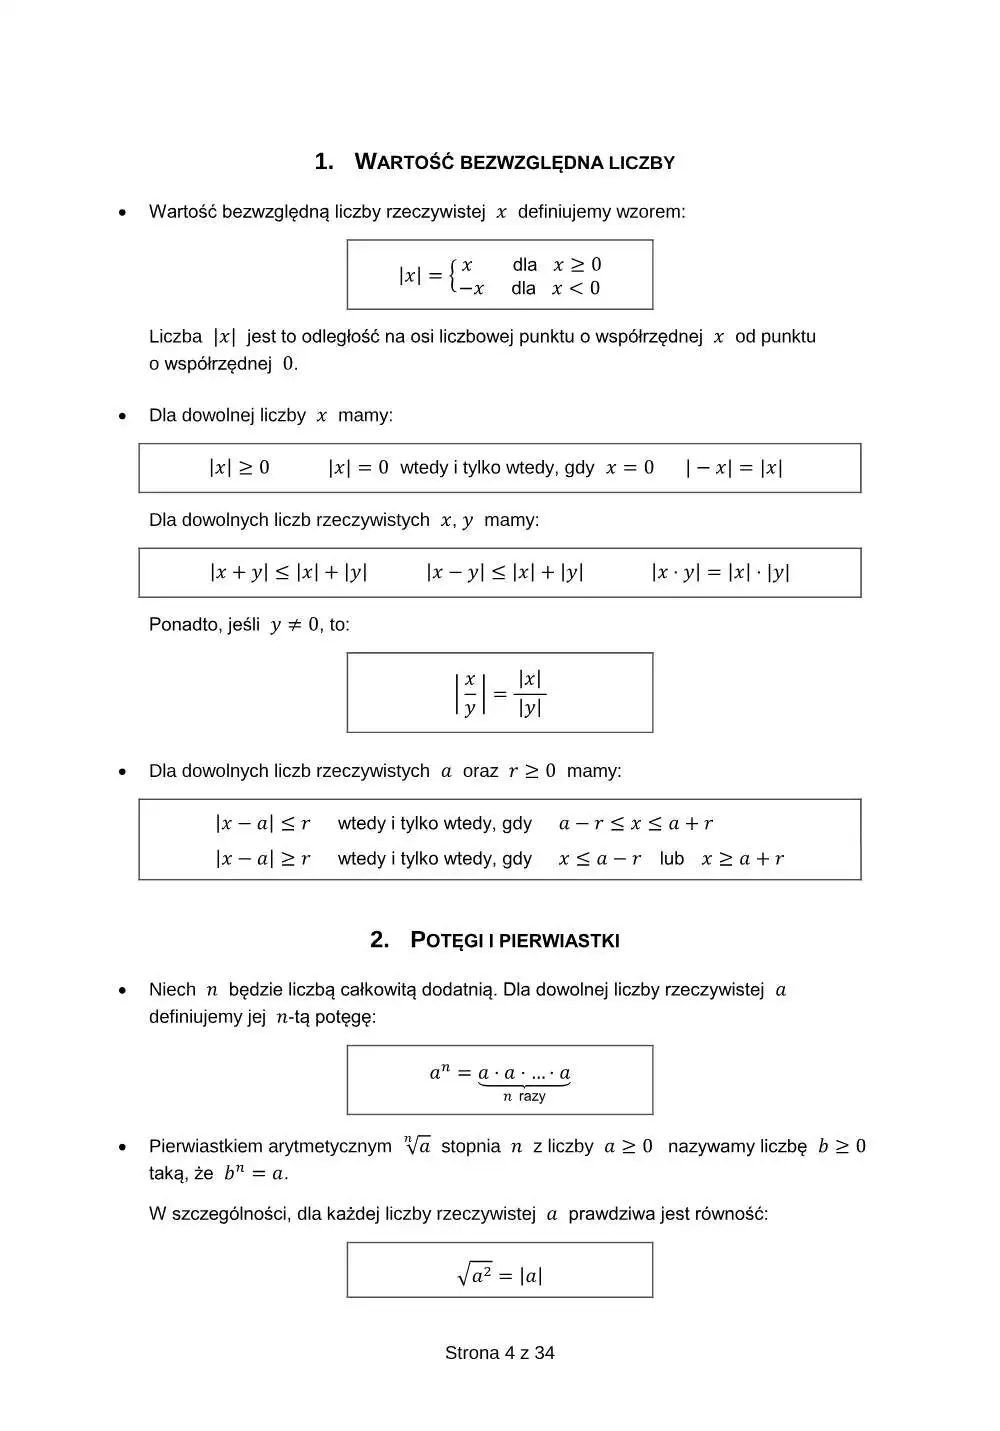 1. WARTOŚĆ BEZWZGLĘDNA LICZBY
• Wartość bezwzględną liczby rzeczywistej x definiujemy wzorem:
|x| = { x dla x ≥ 0
−x dla x < 0
Liczba |x| jest to odległość na osi liczbowej punktu o współrzędnej x od punktu
o współrzędnej 0.
• Dla dowolnej liczby x mamy:
|x| ≥ 0 |x| = 0 wtedy i tylko wtedy, gdy x = 0 | − x| = |x|
Dla dowolnych liczb rzeczywistych x, y mamy:
|x + y| ≤ |x| + |y| |x − y| ≤ |x| + |y| |x · y| = |x| · |y|
Ponadto, jeśli y ≠ 0, to:
|x/y| = |x|/|y|
• Dla dowolnych liczb rzeczywistych a oraz r ≥ 0 mamy:
|x − a| ≤ r wtedy i tylko wtedy, gdy a − r ≤ x ≤ a + r
|x − a| ≥ r wtedy i tylko wtedy, gdy x ≤ a − r lub x ≥ a + r
2. POTĘGI I PIERWIASTKI
• Niech n będzie liczbą całkowitą dodatnią. Dla dowolnej liczby rzeczywistej a
definiujemy jej n-tą potęgę:
aⁿ = a · a · … · a
n razy
• Pierwiastkiem arytmetycznym ⁿ√a stopnia n z liczby a ≥ 0 nazywamy liczbę b ≥ 0
taką, że bⁿ = a.
W szczególności, dla każdej liczby rzeczywistej a prawdziwa jest równość:
√a² = |a|
Strona 4 z 34